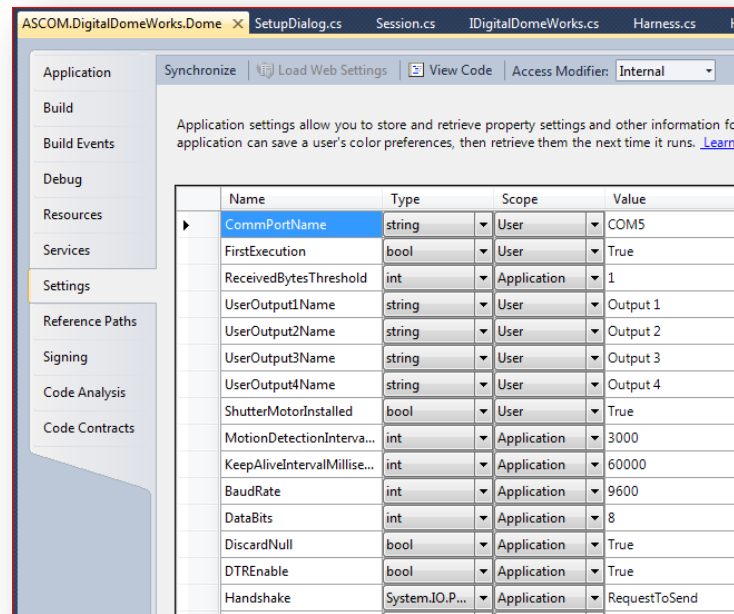 ASCOM.DigitalDomeWorks.Dome SetupDialog.cs Session.cs IDigitalDomeWorks.cs Harness.cs
Application
Build
Build Events
Debug
Resources
Services
Settings
Reference Paths
Signing
Code Analysis
Code Contracts
Synchronize Load Web Settings View Code Access Modifier: Internal
Application settings allow you to store and retrieve property settings and other information fo
application can save a user's color preferences, then retrieve them the next time it runs. Learn
Name Type Scope Value
CommPortName string User COM5
FirstExecution bool User True
ReceivedBytesThreshold int Application 1
UserOutput1Name string User Output 1
UserOutput2Name string User Output 2
UserOutput3Name string User Output 3
UserOutput4Name string User Output 4
ShutterMotorInstalled bool User True
MotionDetectionInterva... int Application 3000
KeepAliveIntervalMillise... int Application 60000
BaudRate int Application 9600
DataBits int Application 8
DiscardNull bool Application True
DTREnable bool Application True
Handshake System.IO.P... Application RequestToSend